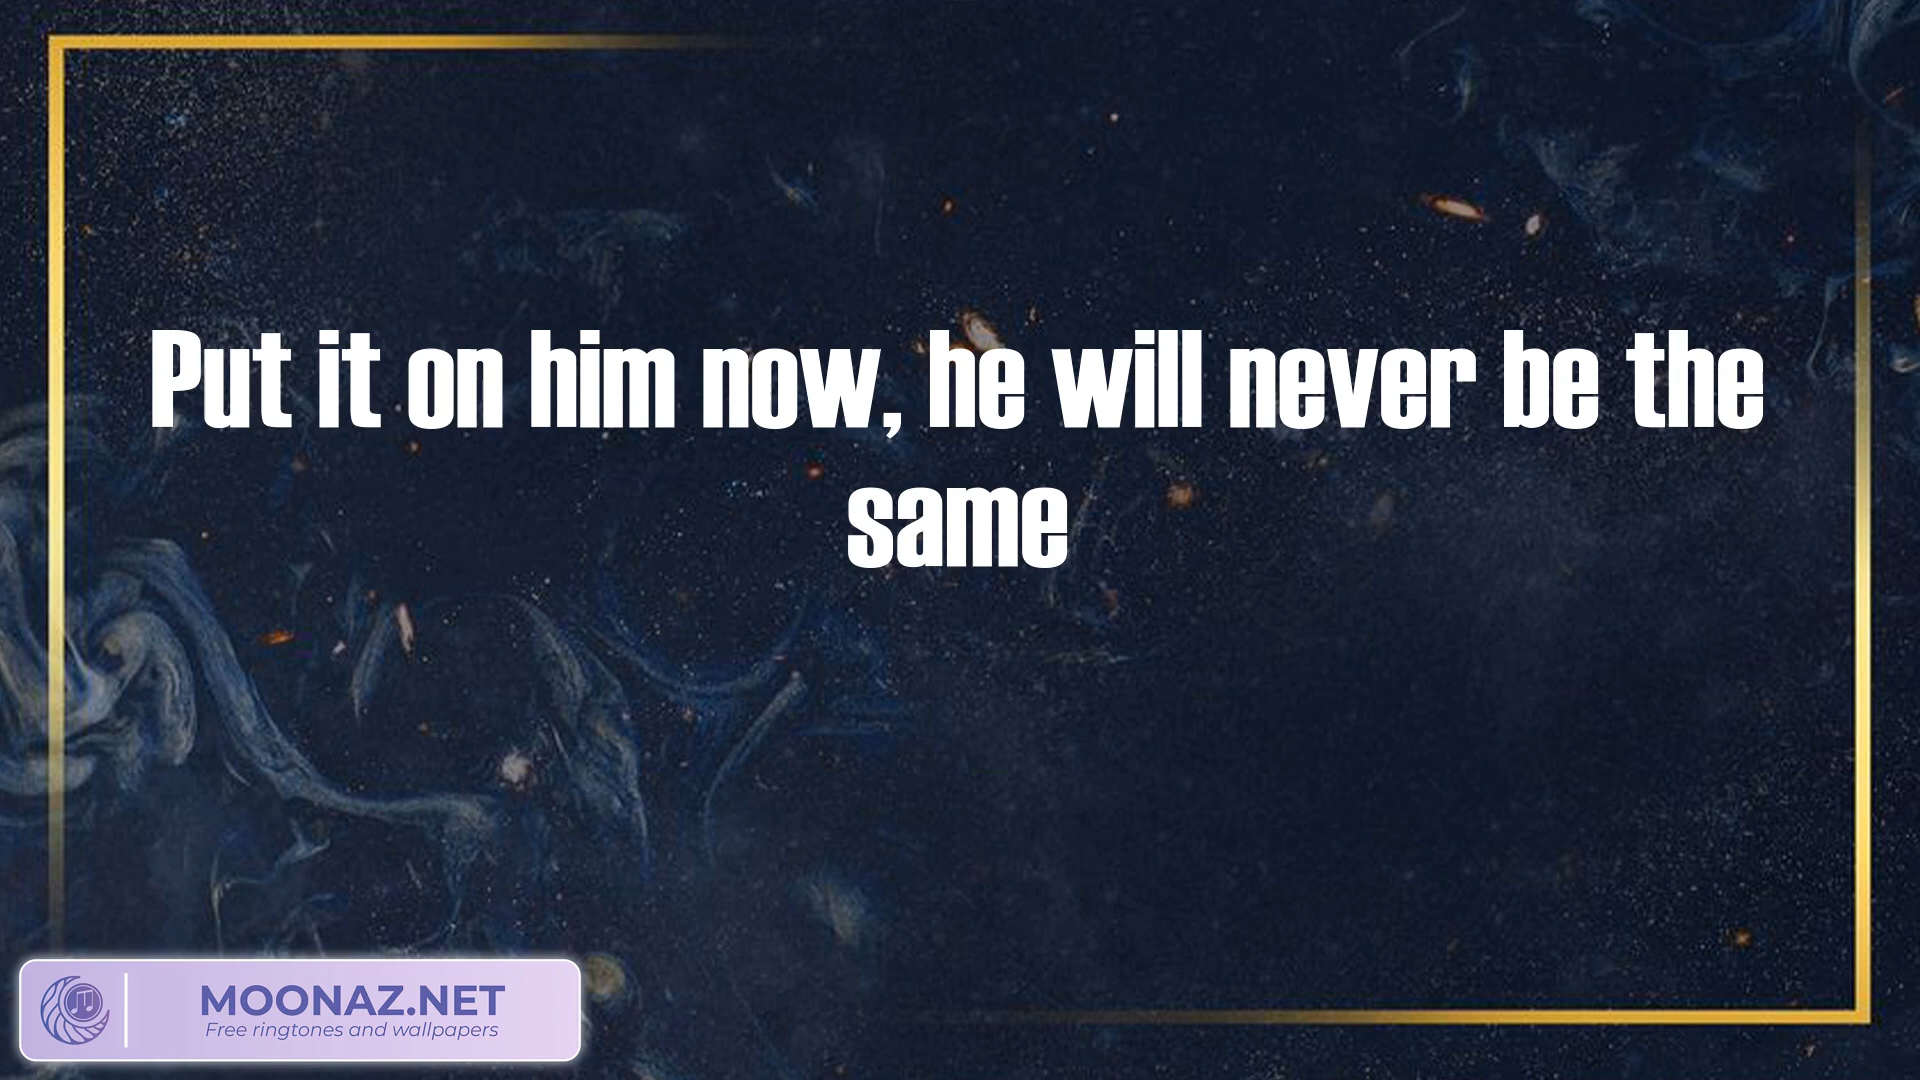 Put it on him now, he will never be the
same
MOONAZ.NET
Free ringtones and wallpapers